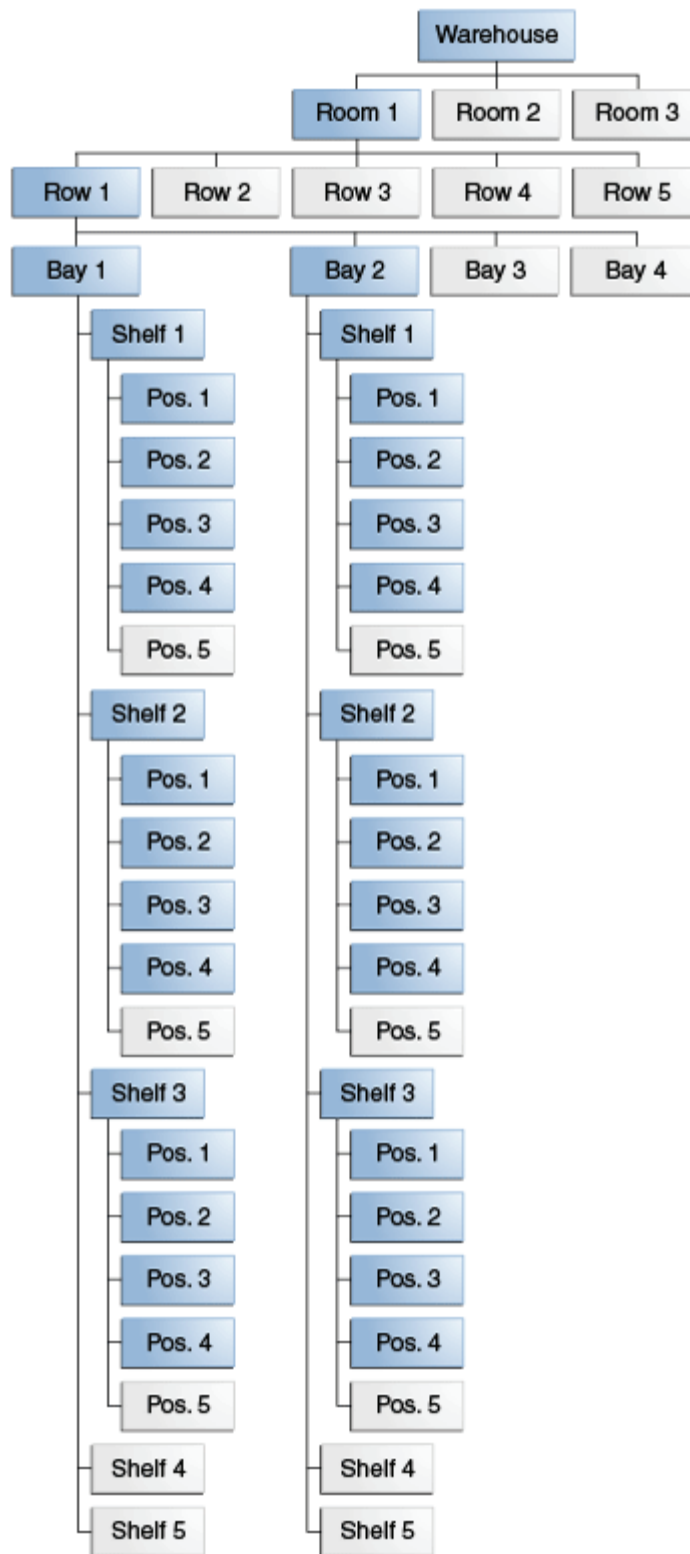 Warehouse
Room 1 Room 2 Room 3
Row 1 Row 2 Row 3 Row 4 Row 5
Bay 1 Bay 2 Bay 3 Bay 4
Shelf 1 Shelf 1
Pos. 1 Pos. 1
Pos. 2 Pos. 2
Pos. 3 Pos. 3
Pos. 4 Pos. 4
Pos. 5 Pos. 5
Shelf 2 Shelf 2
Pos. 1 Pos. 1
Pos. 2 Pos. 2
Pos. 3 Pos. 3
Pos. 4 Pos. 4
Pos. 5 Pos. 5
Shelf 3 Shelf 3
Pos. 1 Pos. 1
Pos. 2 Pos. 2
Pos. 3 Pos. 3
Pos. 4 Pos. 4
Pos. 5 Pos. 5
Shelf 4 Shelf 4
Shelf 5 Shelf 5